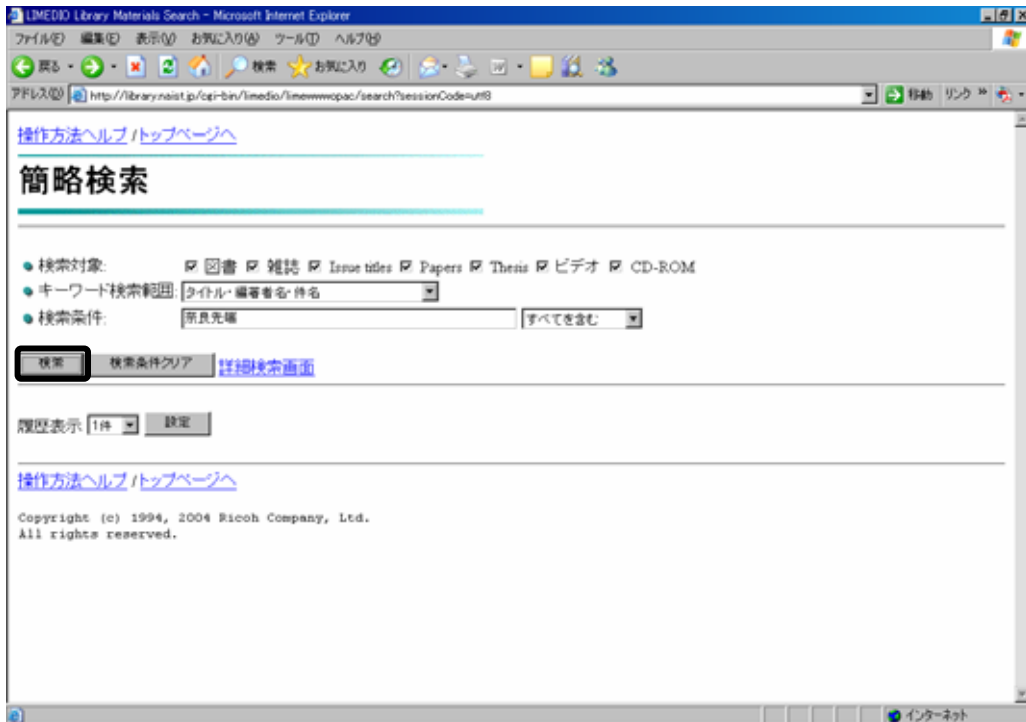 LIMEDIO Library Materials Search - Microsoft Internet Explorer
ファイル(F) 編集(E) 表示(V) お気に入り(A) ツール(T) ヘルプ(H)
戻る 検索 お気に入り
アドレス(D) http://library.naist.jp/cgi-bin/limedio/limewwwopac/search?sessionCode=utf8 移動 リンク »
操作方法ヘルプ / トップページへ
簡略検索
検索対象: 図書 雑誌 Issue titles Papers Thesis ビデオ CD-ROM
キーワード検索範囲: タイトル・編著者名・件名
検索条件: 奈良先端 すべてを含む
検索 検索条件クリア 詳細検索画面
履歴表示 1件 設定
操作方法ヘルプ / トップページへ
Copyright (c) 1994, 2004 Ricoh Company, Ltd.
All rights reserved.
インターネット